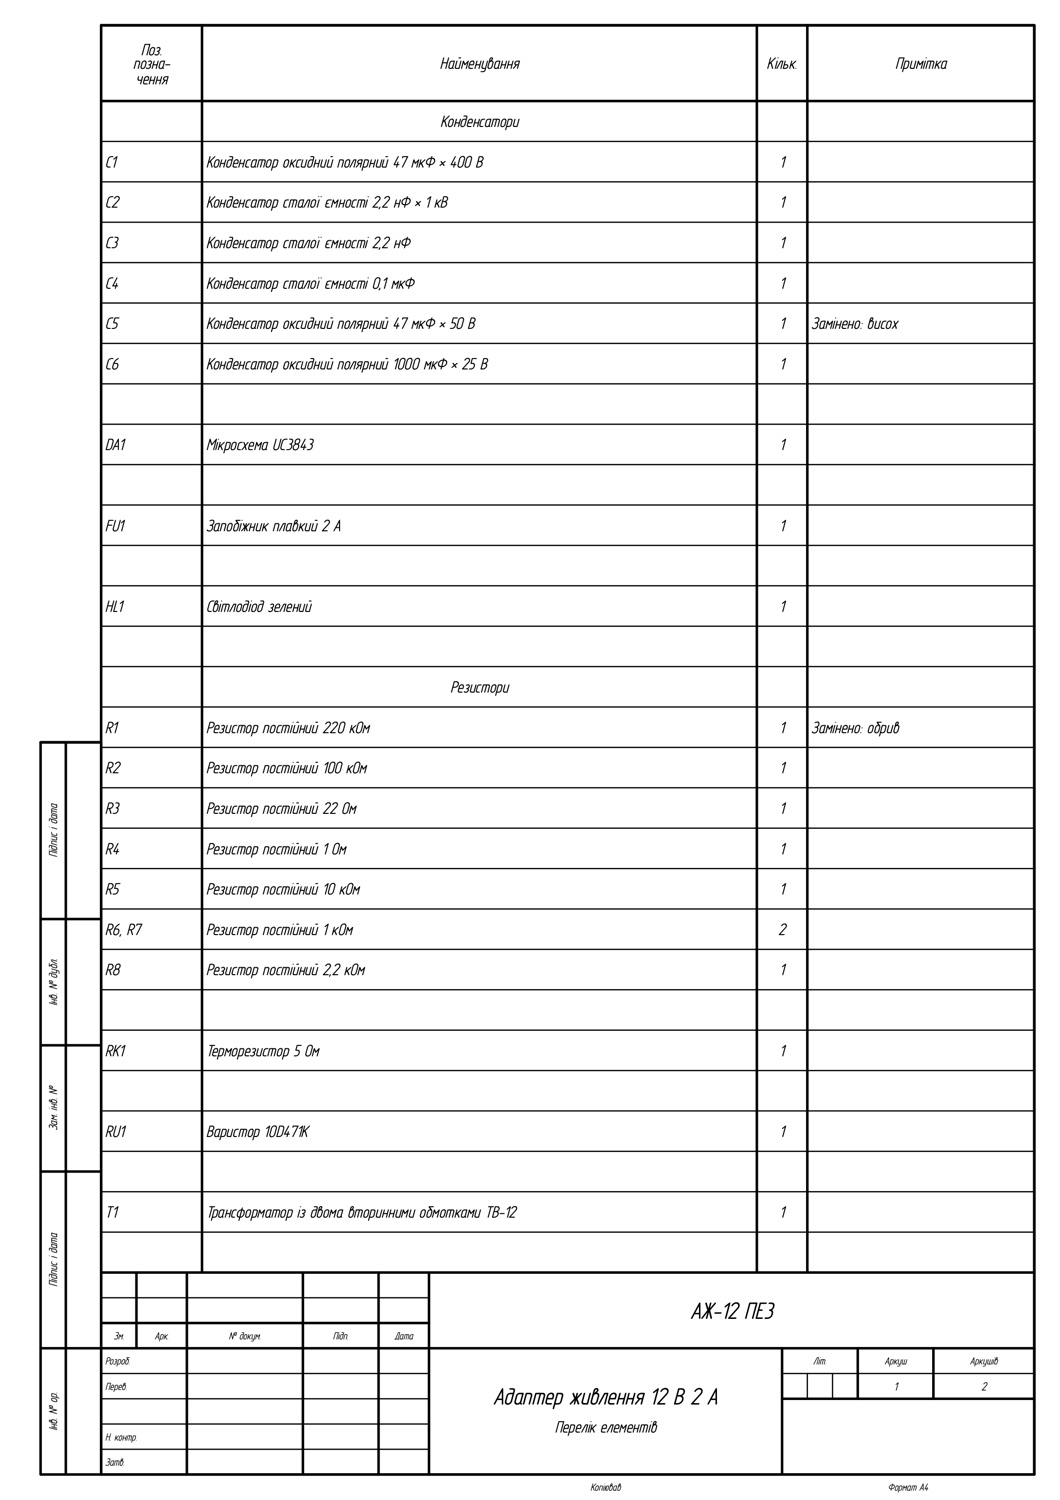 Поз.
позна-
чення
Найменування
Кільк.
Примітка
Конденсатори
C1 Конденсатор оксидний полярний 47 мкФ × 400 В 1
C2 Конденсатор сталої ємності 2,2 нФ × 1 кВ 1
C3 Конденсатор сталої ємності 2,2 нФ 1
C4 Конденсатор сталої ємності 0,1 мкФ 1
C5 Конденсатор оксидний полярний 47 мкФ × 50 В 1 Замінено: висох
C6 Конденсатор оксидний полярний 1000 мкФ × 25 В 1
DA1 Мікросхема UC3843 1
FU1 Запобіжник плавкий 2 А 1
HL1 Світлодіод зелений 1
Резистори
R1 Резистор постійний 220 кОм 1 Замінено: обрив
R2 Резистор постійний 100 кОм 1
R3 Резистор постійний 22 Ом 1
R4 Резистор постійний 1 Ом 1
R5 Резистор постійний 10 кОм 1
R6, R7 Резистор постійний 1 кОм 2
R8 Резистор постійний 2,2 кОм 1
RK1 Терморезистор 5 Ом 1
RU1 Варистор 10D471K 1
T1 Трансформатор із двома вторинними обмотками ТВ-12 1
Підпис і дата
Інв. № дубл.
Зам. інв. №
Підпис і дата
Інв. № ор.
АЖ-12 ПЕ3
Зм. Арк. № докум. Підп. Дата
Розроб.
Перев.
Н. контр.
Затв.
Адаптер живлення 12 В 2 А
Перелік елементів
Літ. Аркуш Аркушів
1 2
Копіював Формат А4